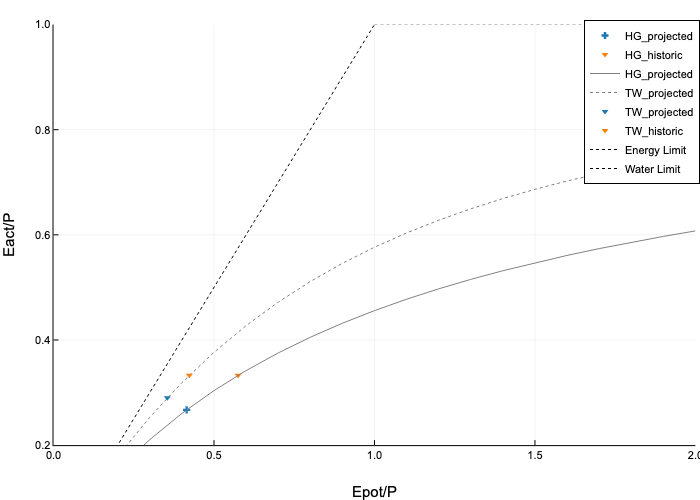 1.0
0.8
0.6
0.4
0.2
Eact/P
HG_projected
HG_historic
HG_projected
TW_projected
TW_projected
TW_historic
Energy Limit
Water Limit
0.0 0.5 1.0 1.5 2.0
Epot/P